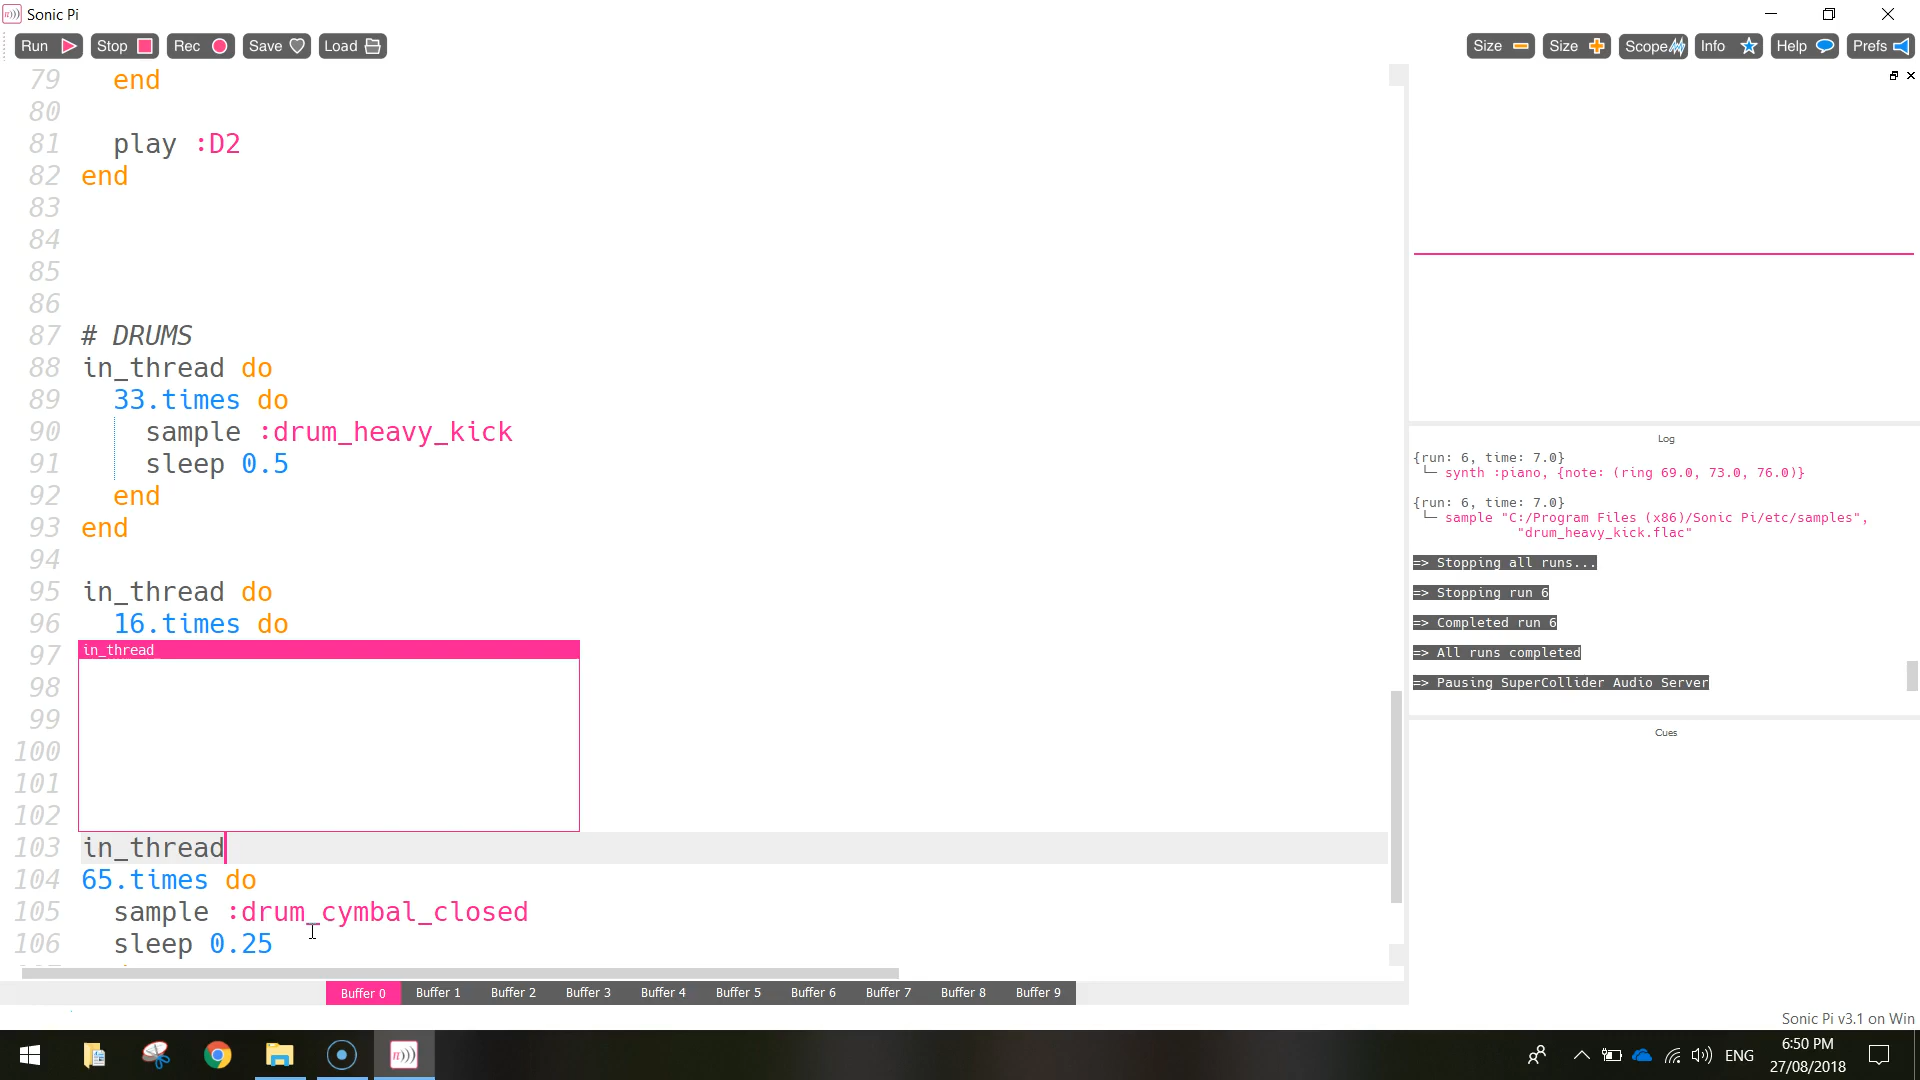 Sonic Pi
Run Stop Rec Save Load Size Size Scope Info Help Prefs
79 end
80
81 play :D2
82 end
83
84
85
86
87 # DRUMS
88 in_thread do
89 33.times do
90 sample :drum_heavy_kick
91 sleep 0.5
92 end
93 end
94
95 in_thread do
96 16.times do
97 in_thread
98
99
100
101
102
103 in_thread
104 65.times do
105 sample :drum_cymbal_closed
106 sleep 0.25
Buffer 0 Buffer 1 Buffer 2 Buffer 3 Buffer 4 Buffer 5 Buffer 6 Buffer 7 Buffer 8 Buffer 9
Log
{run: 6, time: 7.0}
└─ synth :piano, {note: (ring 69.0, 73.0, 76.0)}
{run: 6, time: 7.0}
└─ sample "C:/Program Files (x86)/Sonic Pi/etc/samples",
"drum_heavy_kick.flac"
=> Stopping all runs...
=> Stopping run 6
=> Completed run 6
=> All runs completed
=> Pausing SuperCollider Audio Server
Cues
Sonic Pi v3.1 on Win
ENG
6:50 PM
27/08/2018